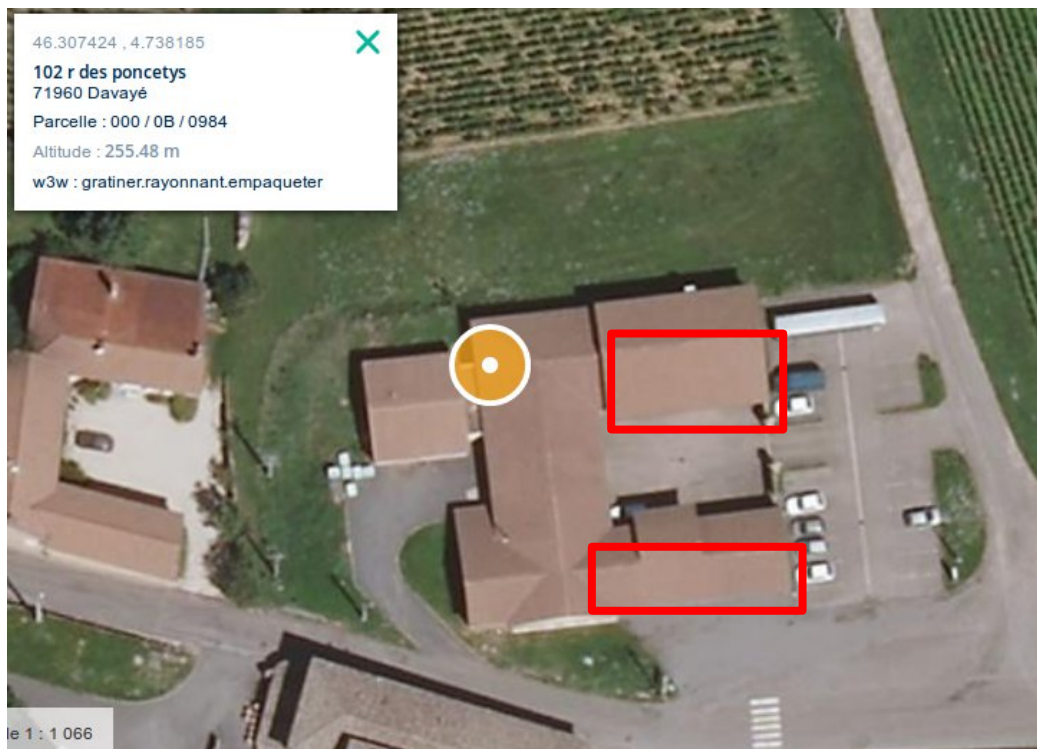 46.307424 , 4.738185
102 r des poncetys
71960 Davayé
Parcelle : 000 / 0B / 0984
Altitude : 255.48 m
w3w : gratiner.rayonnant.empaqueter
le 1 : 1 066